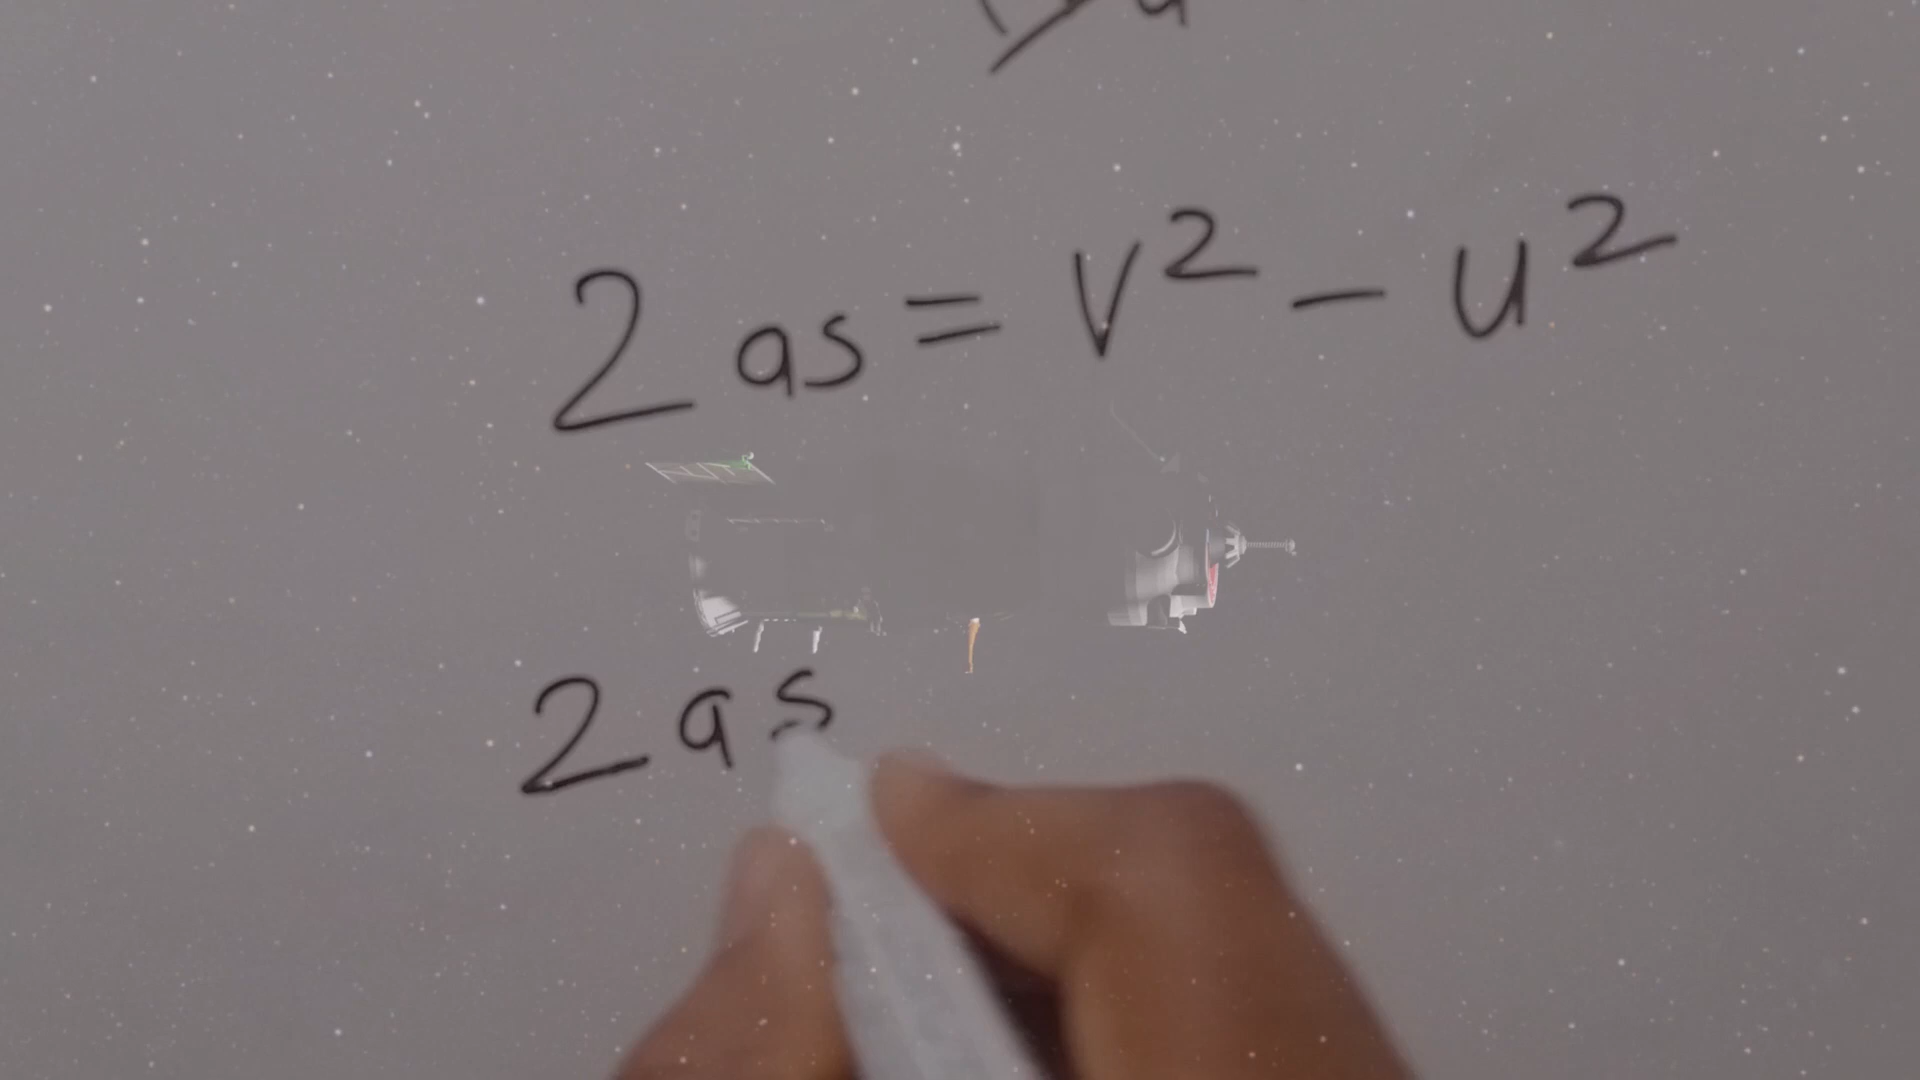 2as = v² - u²
2as